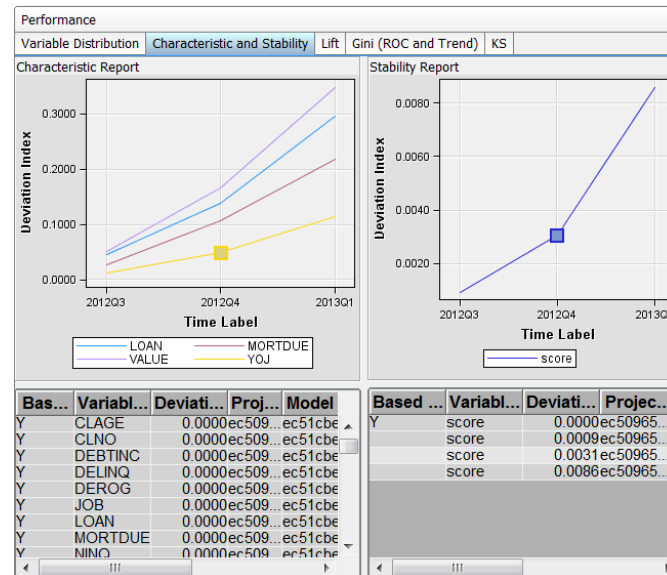 Performance
Variable Distribution Characteristic and Stability Lift Gini (ROC and Trend) KS
Characteristic Report
0.3000
0.2000
0.1000
0.0000
Deviation Index
2012Q3 2012Q4 2013Q1
Time Label
LOAN MORTDUE
VALUE YOJ
Stability Report
0.0080
0.0060
0.0040
0.0020
Deviation Index
2012Q3 2012Q4 2013Q
Time Label
score
Bas... Variabl... Deviati... Proj... Model
Y CLAGE 0.0000 ec509... ec51cbe
Y CLNO 0.0000 ec509... ec51cbe
Y DEBTINC 0.0000 ec509... ec51cbe
Y DELINQ 0.0000 ec509... ec51cbe
Y DEROG 0.0000 ec509... ec51cbe
Y JOB 0.0000 ec509... ec51cbe
Y LOAN 0.0000 ec509... ec51cbe
Y MORTDUE 0.0000 ec509... ec51cbe
Y NINQ 0.0000 ec509... ec51cbe
Based ... Variabl... Deviati... Projec...
Y score 0.0000 ec50965...
score 0.0009 ec50965...
score 0.0031 ec50965...
score 0.0086 ec50965...